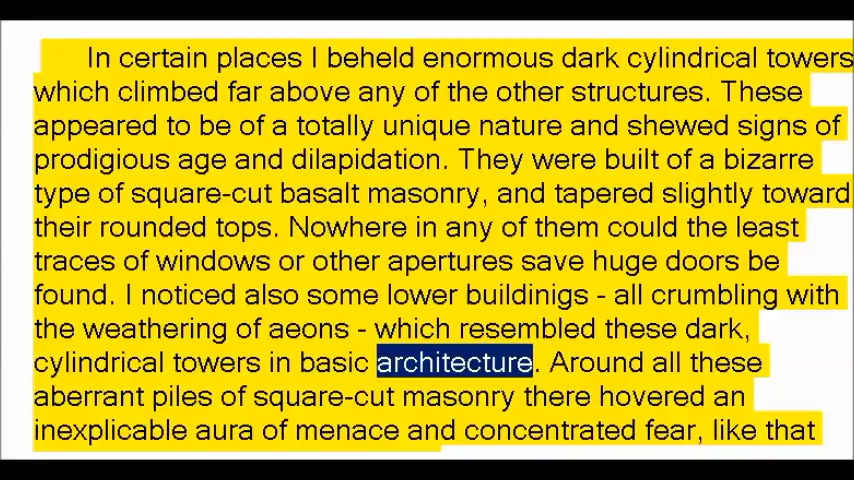 In certain places I beheld enormous dark cylindrical towers
which climbed far above any of the other structures. These
appeared to be of a totally unique nature and shewed signs of
prodigious age and dilapidation. They were built of a bizarre
type of square-cut basalt masonry, and tapered slightly toward
their rounded tops. Nowhere in any of them could the least
traces of windows or other apertures save huge doors be
found. I noticed also some lower buildinigs - all crumbling with
the weathering of aeons - which resembled these dark,
cylindrical towers in basic architecture. Around all these
aberrant piles of square-cut masonry there hovered an
inexplicable aura of menace and concentrated fear, like that